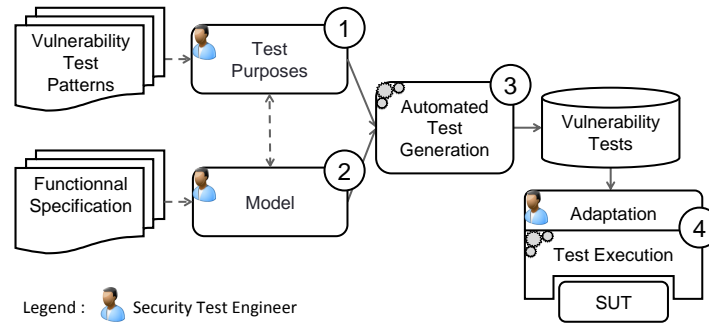 Vulnerability
Test
Patterns
Test
Purposes
1
Functionnal
Specification
Model
2
Automated
Test
Generation
3
Vulnerability
Tests
Adaptation
4
Test Execution
SUT
Legend :
Security Test Engineer